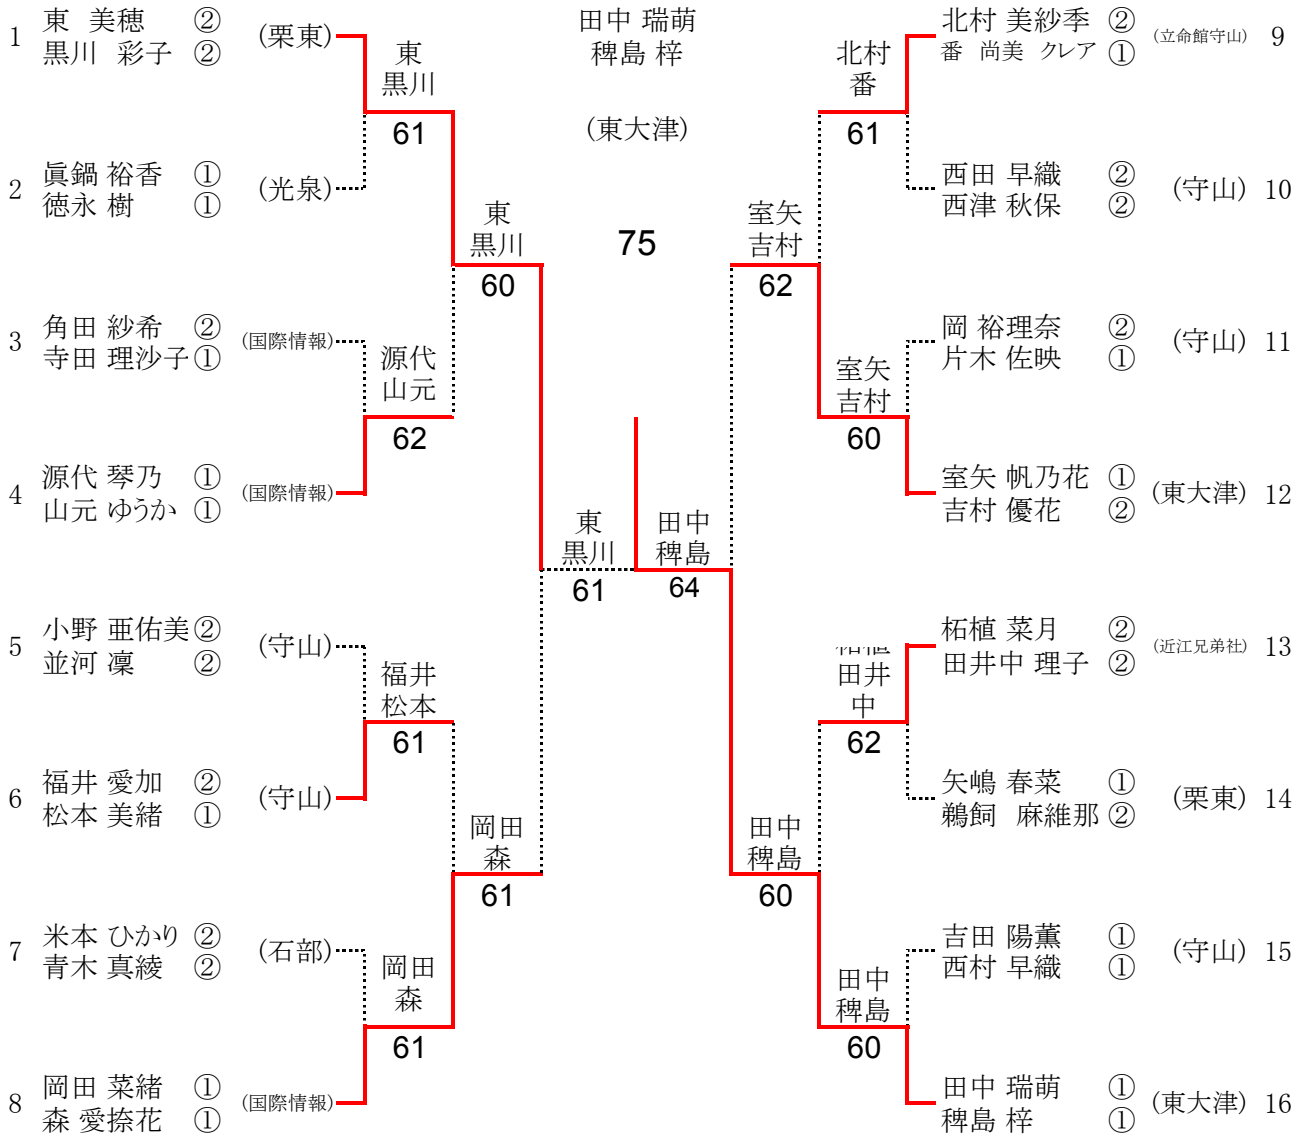 田中 瑞萌
稗島 梓
(東大津)
75
1 東 美穂 ② (栗東)
黒川 彩子 ②
東
黒川
61
2 眞鍋 裕香 ① (光泉)
徳永 樹 ①
東
黒川
60
3 角田 紗希 ② (国際情報)
寺田 理沙子 ①
源代
山元
62
4 源代 琴乃 ① (国際情報)
山元 ゆうか ①
東
黒川
61
5 小野 亜佑美 ② (守山)
並河 凜 ②
福井
松本
61
6 福井 愛加 ② (守山)
松本 美緒 ①
岡田
森
61
7 米本 ひかり ② (石部)
青木 真綾 ②
岡田
森
61
8 岡田 菜緒 ① (国際情報)
森 愛捺花 ①
北村 美紗季 ② (立命館守山) 9
番 尚美 クレア ①
北村
番
61
西田 早織 ② (守山) 10
西津 秋保 ②
室矢
吉村
62
岡 裕理奈 ② (守山) 11
片木 佐映 ①
室矢
吉村
60
室矢 帆乃花 ① (東大津) 12
吉村 優花 ②
田中
稗島
64
柘植 菜月 ② (近江兄弟社) 13
田井中 理子 ②
柘植
田井
中
62
矢嶋 春菜 ① (栗東) 14
鵜飼 麻維那 ②
田中
稗島
60
吉田 陽薫 ① (守山) 15
西村 早織 ①
田中
稗島
60
田中 瑞萌 ① (東大津) 16
稗島 梓 ①